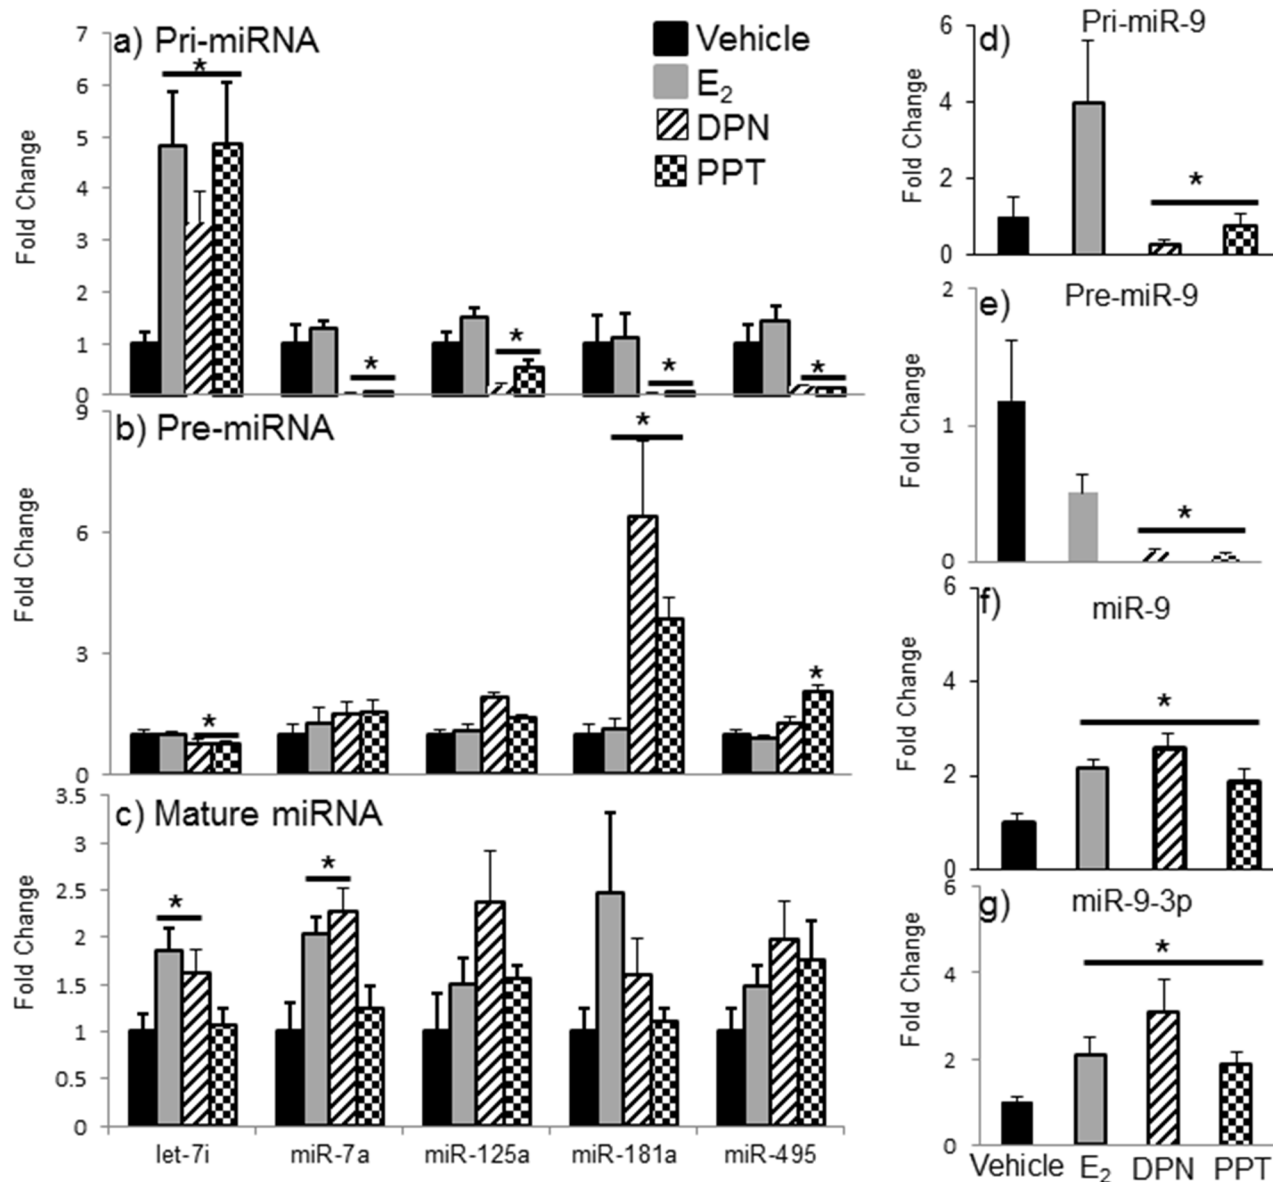 a) Pri-miRNA
Vehicle
E2
DPN
PPT
Fold Change
7
6
5
4
3
2
1
0
*
*
*
*
*
b) Pre-miRNA
Fold Change
9
6
3
0
*
*
*
c) Mature miRNA
Fold Change
3.5
3
2.5
2
1.5
1
0.5
0
*
*
let-7i miR-7a miR-125a miR-181a miR-495
d) Pri-miR-9
Fold Change
6
4
2
0
*
e) Pre-miR-9
Fold Change
2
1
0
*
f) miR-9
Fold Change
6
4
2
0
*
g) miR-9-3p
Fold Change
6
4
2
0
*
Vehicle E2 DPN PPT